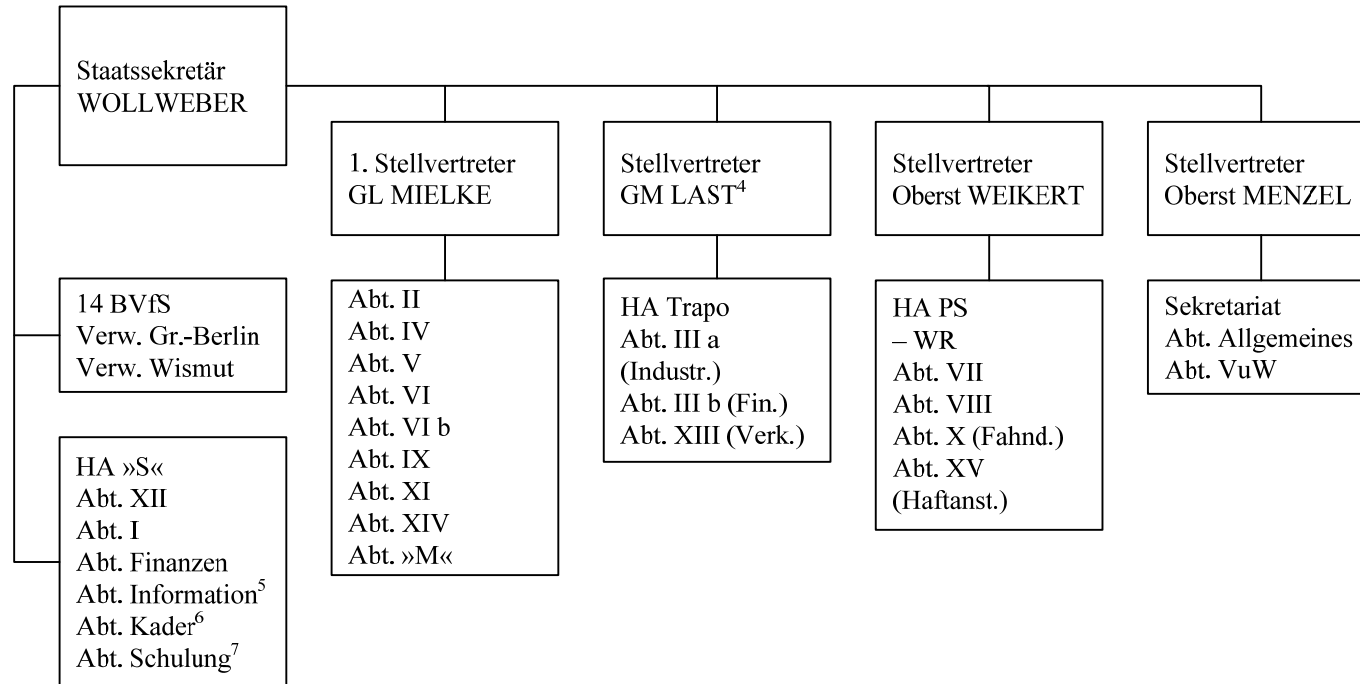 Staatssekretär
WOLLWEBER
1. Stellvertreter
GL MIELKE
Stellvertreter
GM LAST⁴
Stellvertreter
Oberst WEIKERT
Stellvertreter
Oberst MENZEL
14 BVfS
Verw. Gr.-Berlin
Verw. Wismut
HA »S«
Abt. XII
Abt. I
Abt. Finanzen
Abt. Information⁵
Abt. Kader⁶
Abt. Schulung⁷
Abt. II
Abt. IV
Abt. V
Abt. VI
Abt. VI b
Abt. IX
Abt. XI
Abt. XIV
Abt. »M«
HA Trapo
Abt. III a
(Industr.)
Abt. III b (Fin.)
Abt. XIII (Verk.)
HA PS
– WR
Abt. VII
Abt. VIII
Abt. X (Fahnd.)
Abt. XV
(Haftanst.)
Sekretariat
Abt. Allgemeines
Abt. VuW